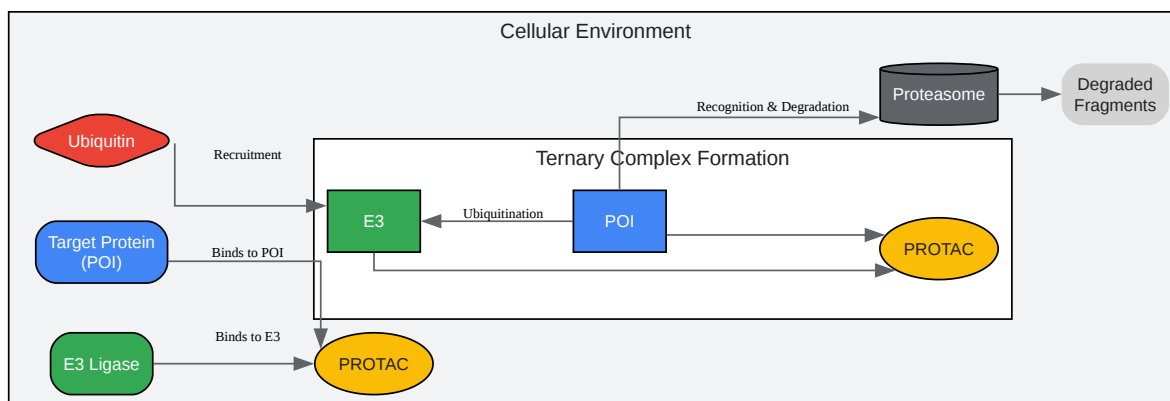 Cellular Environment
Proteasome
Degraded
Fragments
Recognition & Degradation
Ubiquitin
Recruitment
Ternary Complex Formation
E3
Ubiquitination
POI
PROTAC
Target Protein
(POI)
Binds to POI
Binds to E3
E3 Ligase
PROTAC